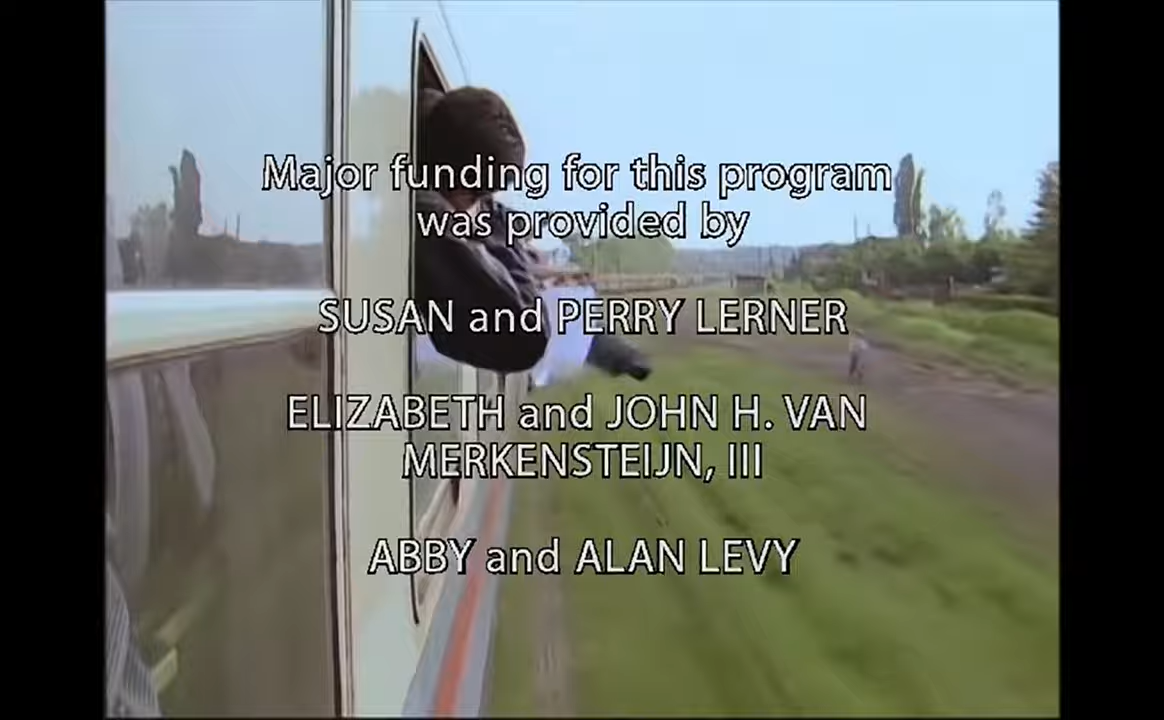 Major funding for this program
was provided by
SUSAN and PERRY LERNER
ELIZABETH and JOHN H. VAN
MERKENSTEIJN, III
ABBY and ALAN LEVY